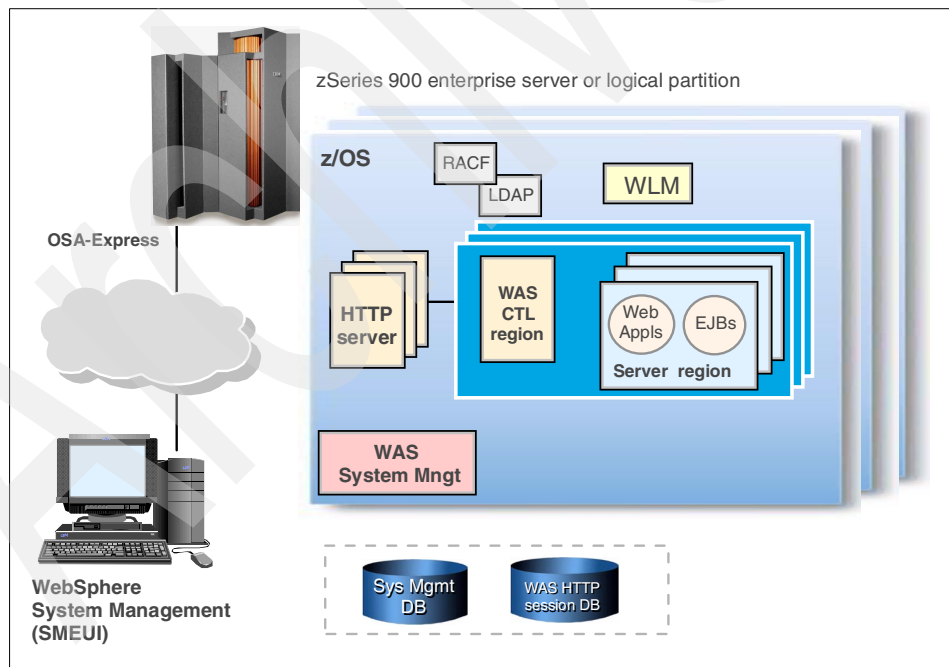 zSeries 900 enterprise server or logical partition
z/OS
RACF
LDAP
WLM
OSA-Express
HTTP
server
WAS
CTL
region
Web
Appls
EJBs
Server region
WAS
System Mngt
WebSphere
System Management
(SMEUI)
Sys Mgmt
DB
WAS HTTP
session DB